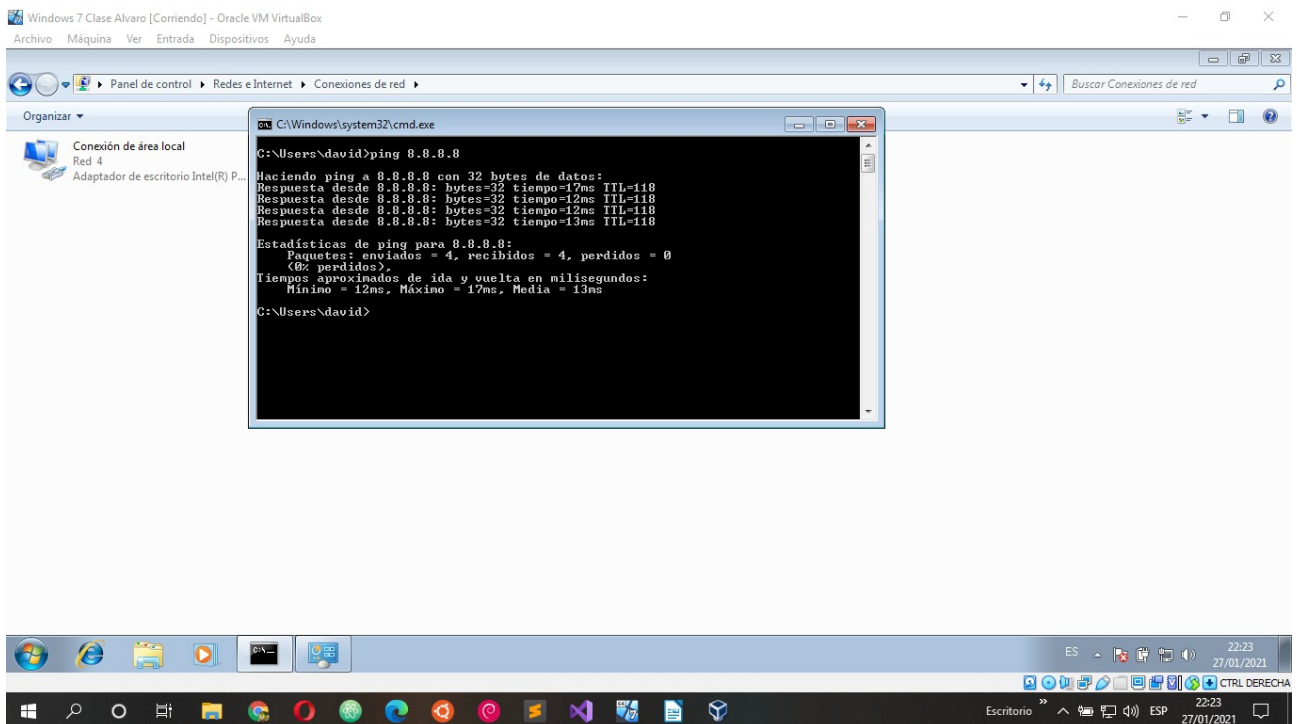 Windows 7 Clase Alvaro [Corriendo] - Oracle VM VirtualBox
Archivo Máquina Ver Entrada Dispositivos Ayuda
Panel de control Redes e Internet Conexiones de red
Buscar Conexiones de red
Organizar
Conexión de área local
Red 4
Adaptador de escritorio Intel(R) P...
C:\Windows\system32\cmd.exe
C:\Users\david>ping 8.8.8.8
Haciendo ping a 8.8.8.8 con 32 bytes de datos:
Respuesta desde 8.8.8.8: bytes=32 tiempo=17ms TTL=118
Respuesta desde 8.8.8.8: bytes=32 tiempo=12ms TTL=118
Respuesta desde 8.8.8.8: bytes=32 tiempo=12ms TTL=118
Respuesta desde 8.8.8.8: bytes=32 tiempo=13ms TTL=118
Estadísticas de ping para 8.8.8.8:
Paquetes: enviados = 4, recibidos = 4, perdidos = 0
(0% perdidos),
Tiempos aproximados de ida y vuelta en milisegundos:
Mínimo = 12ms, Máximo = 17ms, Media = 13ms
C:\Users\david>
ES
22:23
27/01/2021
CTRL DERECHA
Escritorio
ESP
22:23
27/01/2021